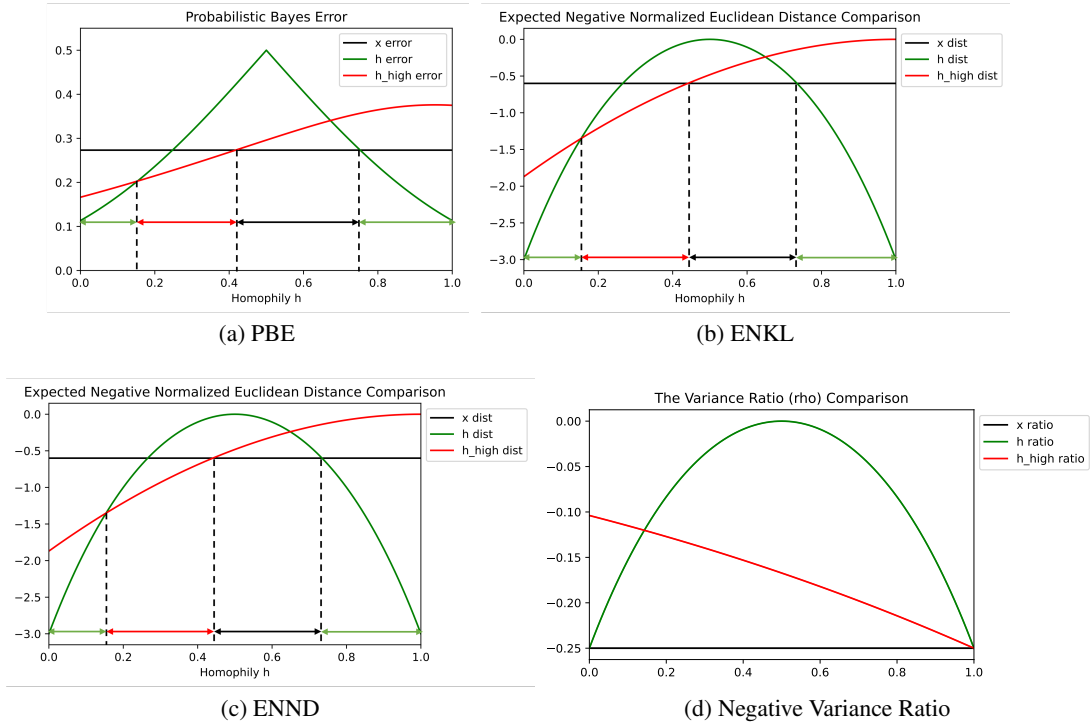 Probabilistic Bayes Error
x error
h error
h_high error
0.5
0.4
0.3
0.2
0.1
0.0
0.0 0.2 0.4 0.6 0.8 1.0
Homophily h
(a) PBE
Expected Negative Normalized Euclidean Distance Comparison
x dist
h dist
h_high dist
0.0
−0.5
−1.0
−1.5
−2.0
−2.5
−3.0
0.0 0.2 0.4 0.6 0.8 1.0
Homophily h
(b) ENKL
Expected Negative Normalized Euclidean Distance Comparison
x dist
h dist
h_high dist
0.0
−0.5
−1.0
−1.5
−2.0
−2.5
−3.0
0.0 0.2 0.4 0.6 0.8 1.0
Homophily h
(c) ENND
The Variance Ratio (rho) Comparison
x ratio
h ratio
h_high ratio
0.00
−0.05
−0.10
−0.15
−0.20
−0.25
0.0 0.2 0.4 0.6 0.8 1.0
(d) Negative Variance Ratio